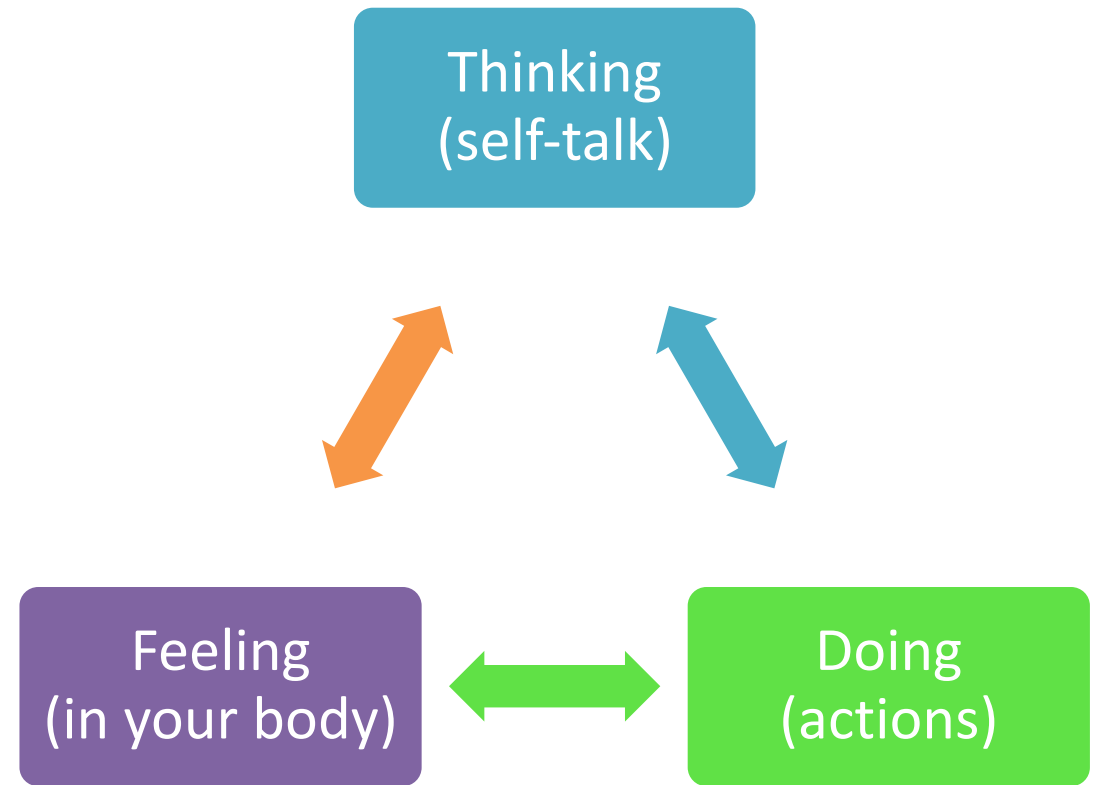 Thinking
(self-talk)
Feeling
(in your body)
Doing
(actions)